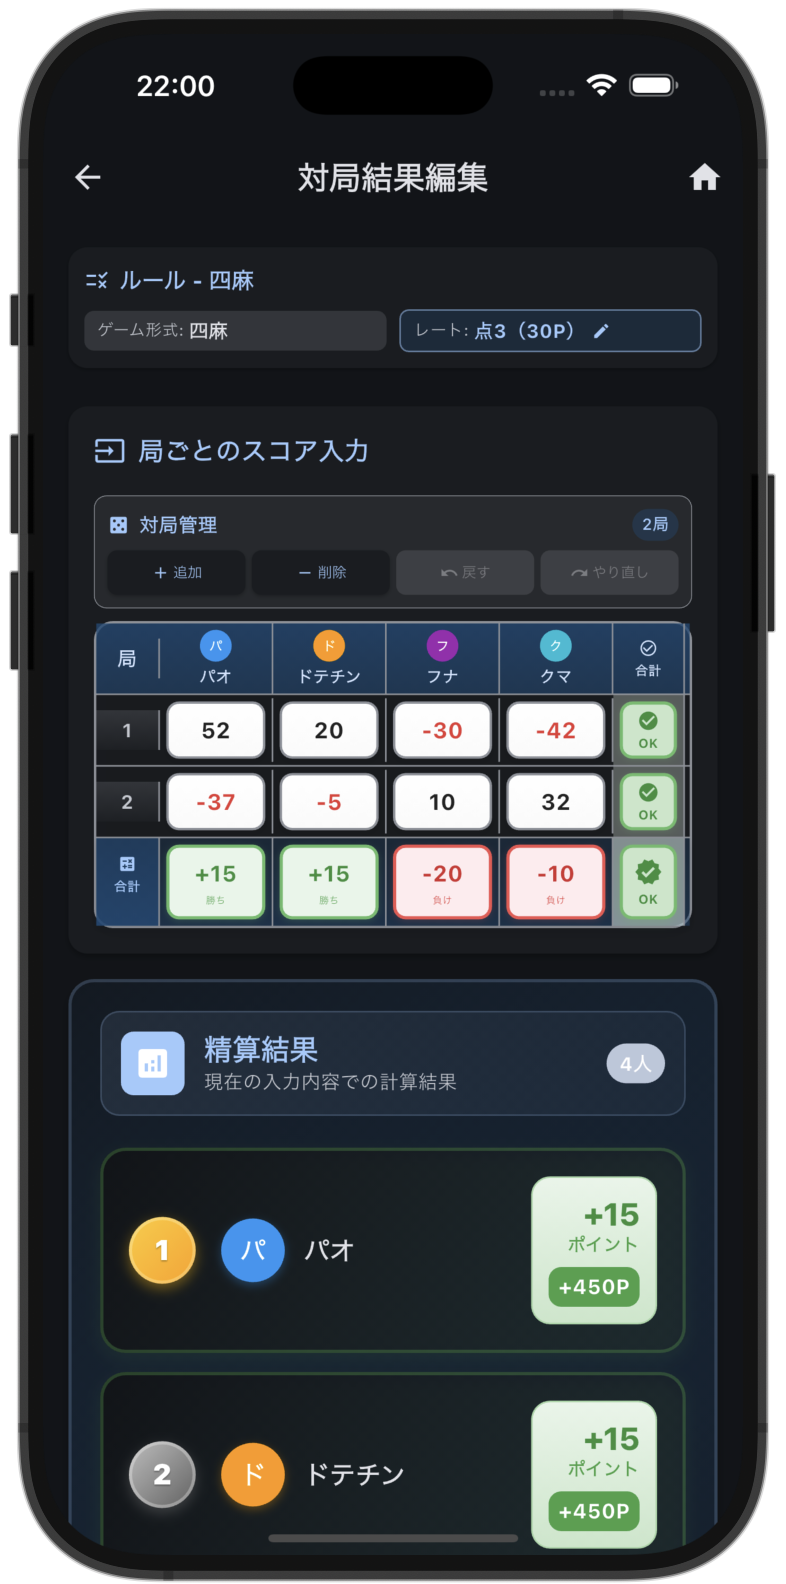 22:00
対局結果編集
ルール - 四麻
ゲーム形式: 四麻
レート: 点3（30P）
局ごとのスコア入力
対局管理
2局
+ 追加
− 削除
戻す
やり直し
局
パ
パオ
ド
ドテチン
フ
フナ
ク
クマ
合計
1
52
20
-30
-42
OK
2
-37
-5
10
32
OK
合計
+15
勝ち
+15
勝ち
-20
負け
-10
負け
OK
精算結果
現在の入力内容での計算結果
4人
1
パ
パオ
+15
ポイント
+450P
2
ド
ドテチン
+15
ポイント
+450P